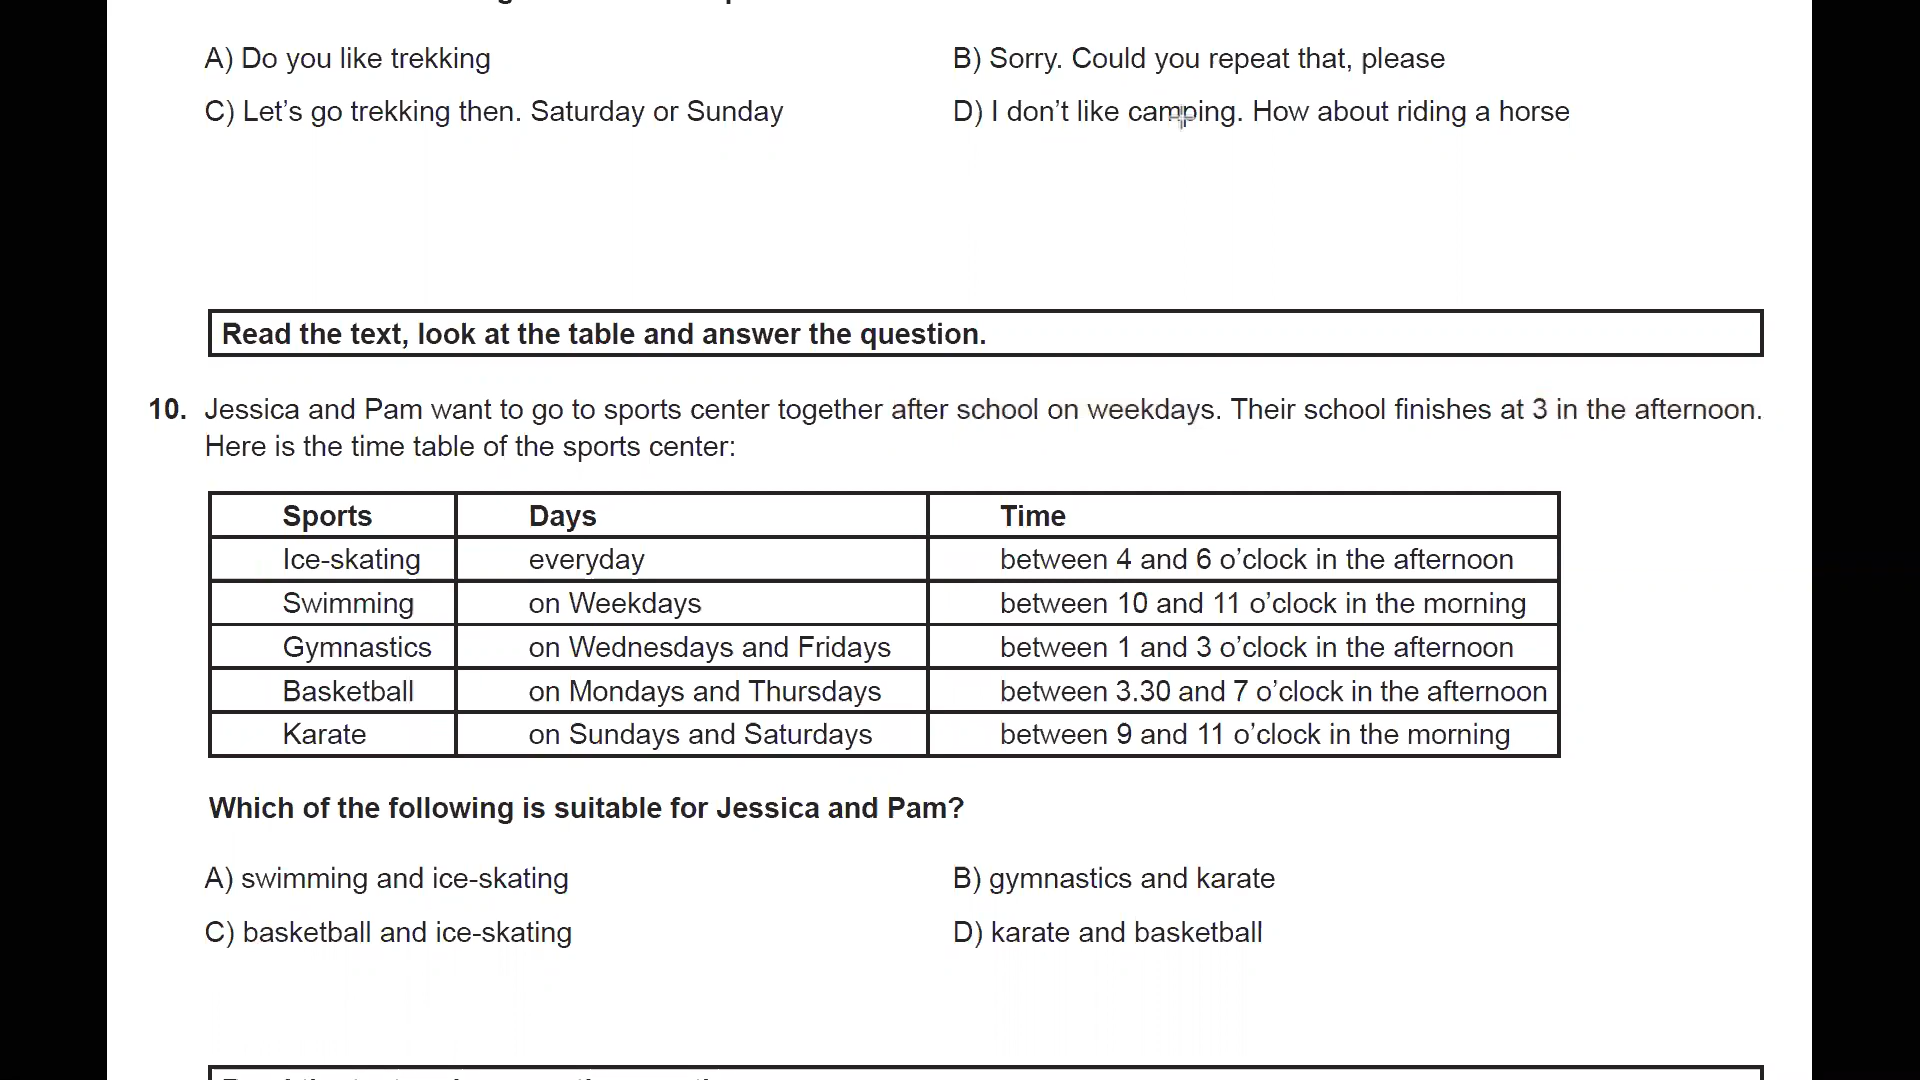 A) Do you like trekking
B) Sorry. Could you repeat that, please
C) Let’s go trekking then. Saturday or Sunday
D) I don’t like camping. How about riding a horse
Read the text, look at the table and answer the question.
10. Jessica and Pam want to go to sports center together after school on weekdays. Their school finishes at 3 in the afternoon.
Here is the time table of the sports center:
Sports Days Time
Ice-skating everyday between 4 and 6 o’clock in the afternoon
Swimming on Weekdays between 10 and 11 o’clock in the morning
Gymnastics on Wednesdays and Fridays between 1 and 3 o’clock in the afternoon
Basketball on Mondays and Thursdays between 3.30 and 7 o’clock in the afternoon
Karate on Sundays and Saturdays between 9 and 11 o’clock in the morning
Which of the following is suitable for Jessica and Pam?
A) swimming and ice-skating
B) gymnastics and karate
C) basketball and ice-skating
D) karate and basketball